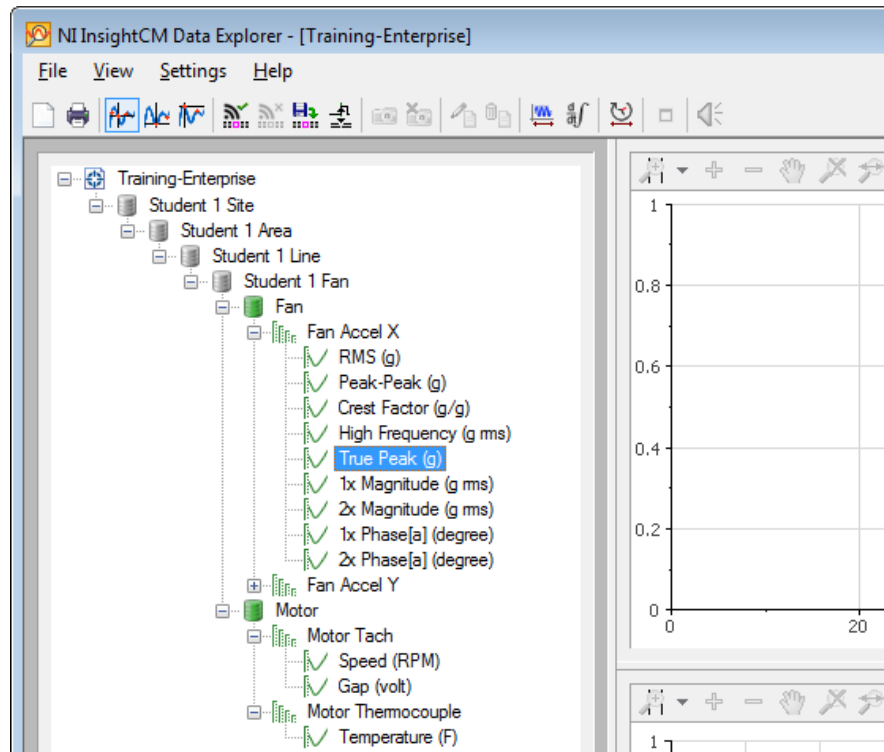 NI InsightCM Data Explorer - [Training-Enterprise]
File View Settings Help
Training-Enterprise
Student 1 Site
Student 1 Area
Student 1 Line
Student 1 Fan
Fan
Fan Accel X
RMS (g)
Peak-Peak (g)
Crest Factor (g/g)
High Frequency (g rms)
True Peak (g)
1x Magnitude (g rms)
2x Magnitude (g rms)
1x Phase[a] (degree)
2x Phase[a] (degree)
Fan Accel Y
Motor
Motor Tach
Speed (RPM)
Gap (volt)
Motor Thermocouple
Temperature (F)
1
0.8
0.6
0.4
0.2
0
0 20
1